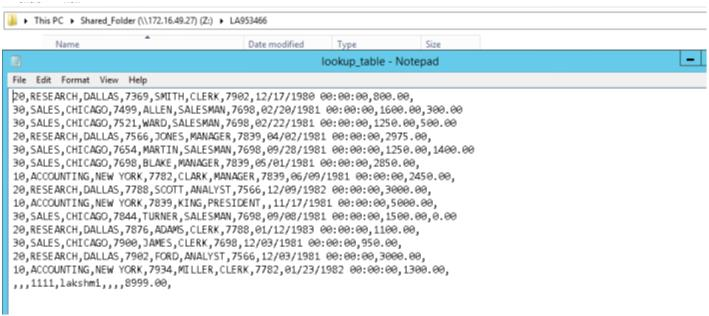 This PC ▸ Shared_Folder (\\172.16.49.27) (Z:) ▸ LA953466
Name Date modified Type Size
lookup_table - Notepad
File Edit Format View Help
20,RESEARCH,DALLAS,7369,SMITH,CLERK,7902,12/17/1980 00:00:00,800.00,
30,SALES,CHICAGO,7499,ALLEN,SALESMAN,7698,02/20/1981 00:00:00,1600.00,300.00
30,SALES,CHICAGO,7521,WARD,SALESMAN,7698,02/22/1981 00:00:00,1250.00,500.00
20,RESEARCH,DALLAS,7566,JONES,MANAGER,7839,04/02/1981 00:00:00,2975.00,
30,SALES,CHICAGO,7654,MARTIN,SALESMAN,7698,09/28/1981 00:00:00,1250.00,1400.00
30,SALES,CHICAGO,7698,BLAKE,MANAGER,7839,05/01/1981 00:00:00,2850.00,
10,ACCOUNTING,NEW YORK,7782,CLARK,MANAGER,7839,06/09/1981 00:00:00,2450.00,
20,RESEARCH,DALLAS,7788,SCOTT,ANALYST,7566,12/09/1982 00:00:00,3000.00,
10,ACCOUNTING,NEW YORK,7839,KING,PRESIDENT,,11/17/1981 00:00:00,5000.00,
30,SALES,CHICAGO,7844,TURNER,SALESMAN,7698,09/08/1981 00:00:00,1500.00,0.00
20,RESEARCH,DALLAS,7876,ADAMS,CLERK,7788,01/12/1983 00:00:00,1100.00,
30,SALES,CHICAGO,7900,JAMES,CLERK,7698,12/03/1981 00:00:00,950.00,
20,RESEARCH,DALLAS,7902,FORD,ANALYST,7566,12/03/1981 00:00:00,3000.00,
10,ACCOUNTING,NEW YORK,7934,MILLER,CLERK,7782,01/23/1982 00:00:00,1300.00,
,,,1111,lakshmi,,,,8999.00,